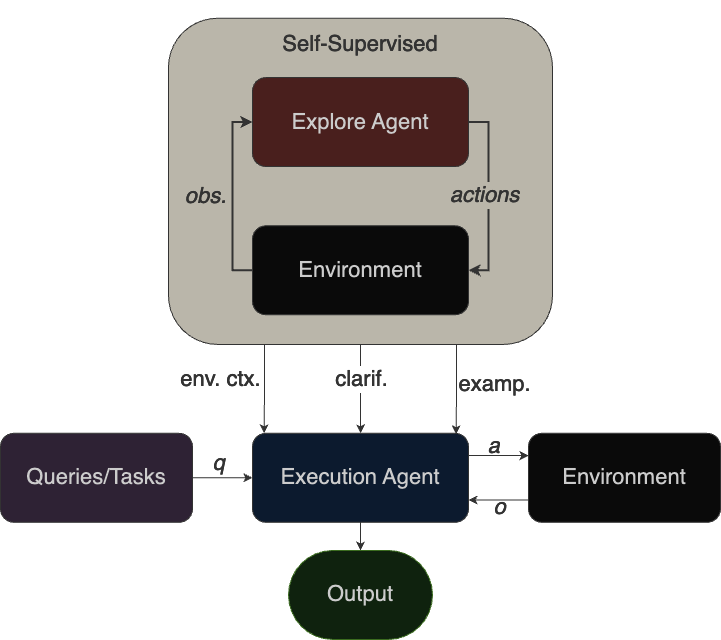 Self-Supervised
Explore Agent
obs.
actions
Environment
env. ctx.
clarif.
examp.
Queries/Tasks
q
Execution Agent
a
o
Environment
Output